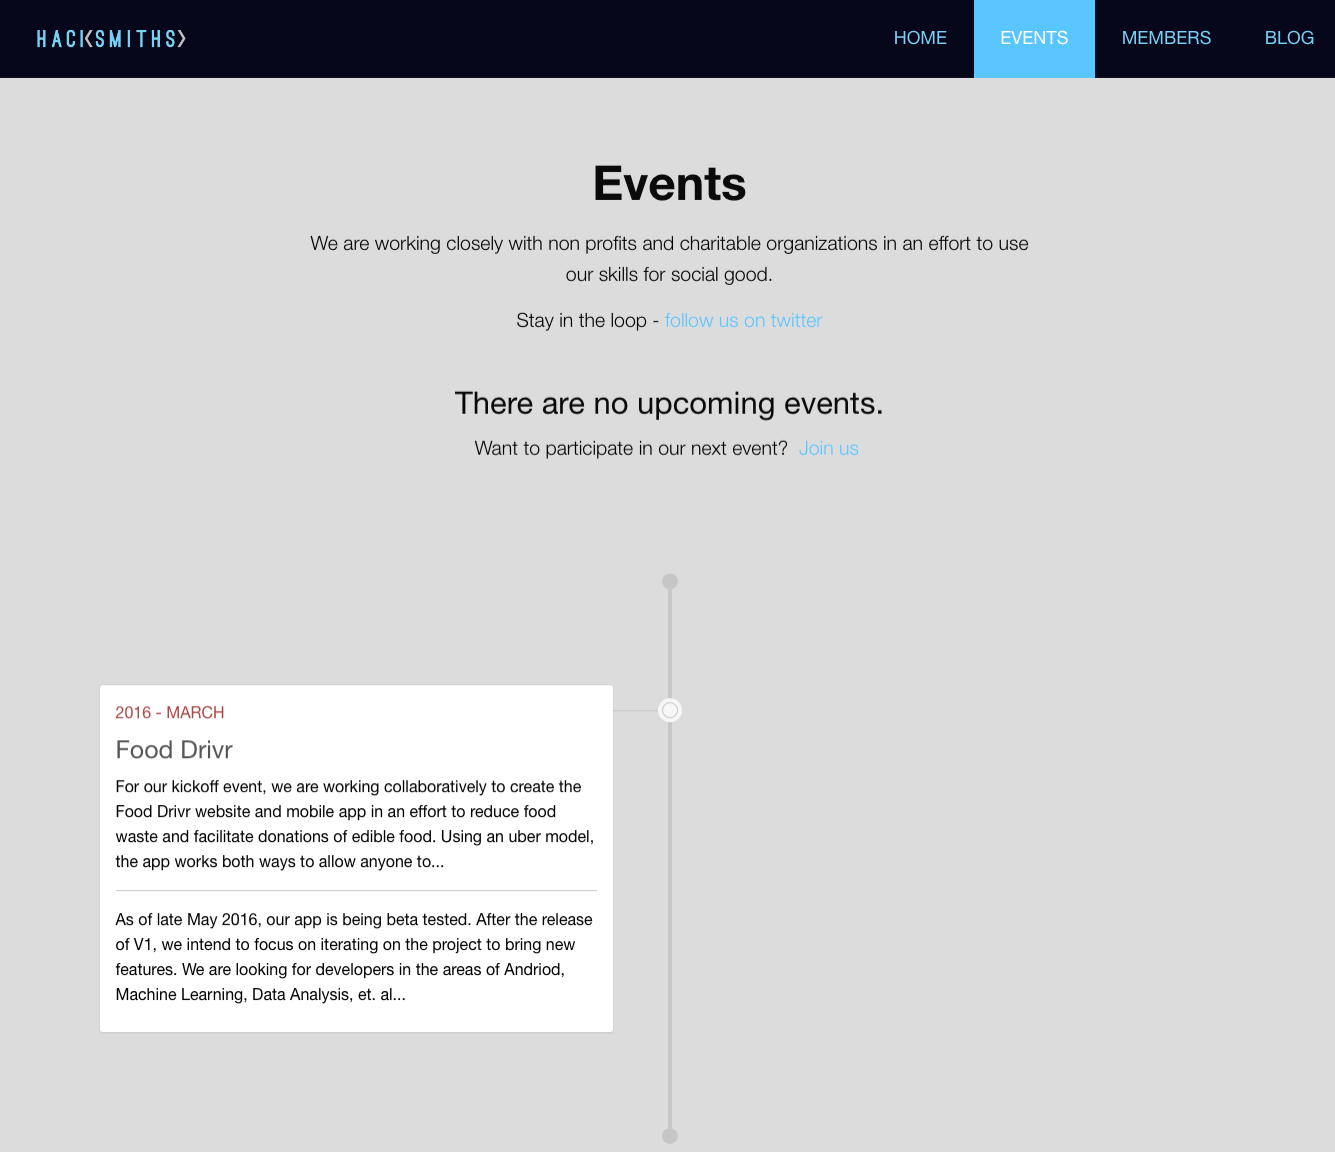 HACK<SMITHS>
HOME
EVENTS
MEMBERS
BLOG
Events
We are working closely with non profits and charitable organizations in an effort to use
our skills for social good.
Stay in the loop - follow us on twitter
There are no upcoming events.
Want to participate in our next event? Join us
2016 - MARCH
Food Drivr
For our kickoff event, we are working collaboratively to create the
Food Drivr website and mobile app in an effort to reduce food
waste and facilitate donations of edible food. Using an uber model,
the app works both ways to allow anyone to...
As of late May 2016, our app is being beta tested. After the release
of V1, we intend to focus on iterating on the project to bring new
features. We are looking for developers in the areas of Andriod,
Machine Learning, Data Analysis, et. al...